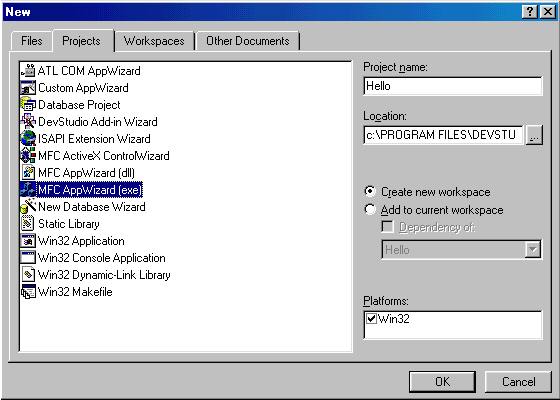 New
Files
Projects
Workspaces
Other Documents
ATL COM AppWizard
Custom AppWizard
Database Project
DevStudio Add-in Wizard
ISAPI Extension Wizard
MFC ActiveX ControlWizard
MFC AppWizard (dll)
MFC AppWizard (exe)
New Database Wizard
Static Library
Win32 Application
Win32 Console Application
Win32 Dynamic-Link Library
Win32 Makefile
Project name:
Hello
Location:
c:\PROGRAM FILES\DEVSTU
...
Create new workspace
Add to current workspace
Dependency of:
Hello
Platforms:
Win32
OK
Cancel